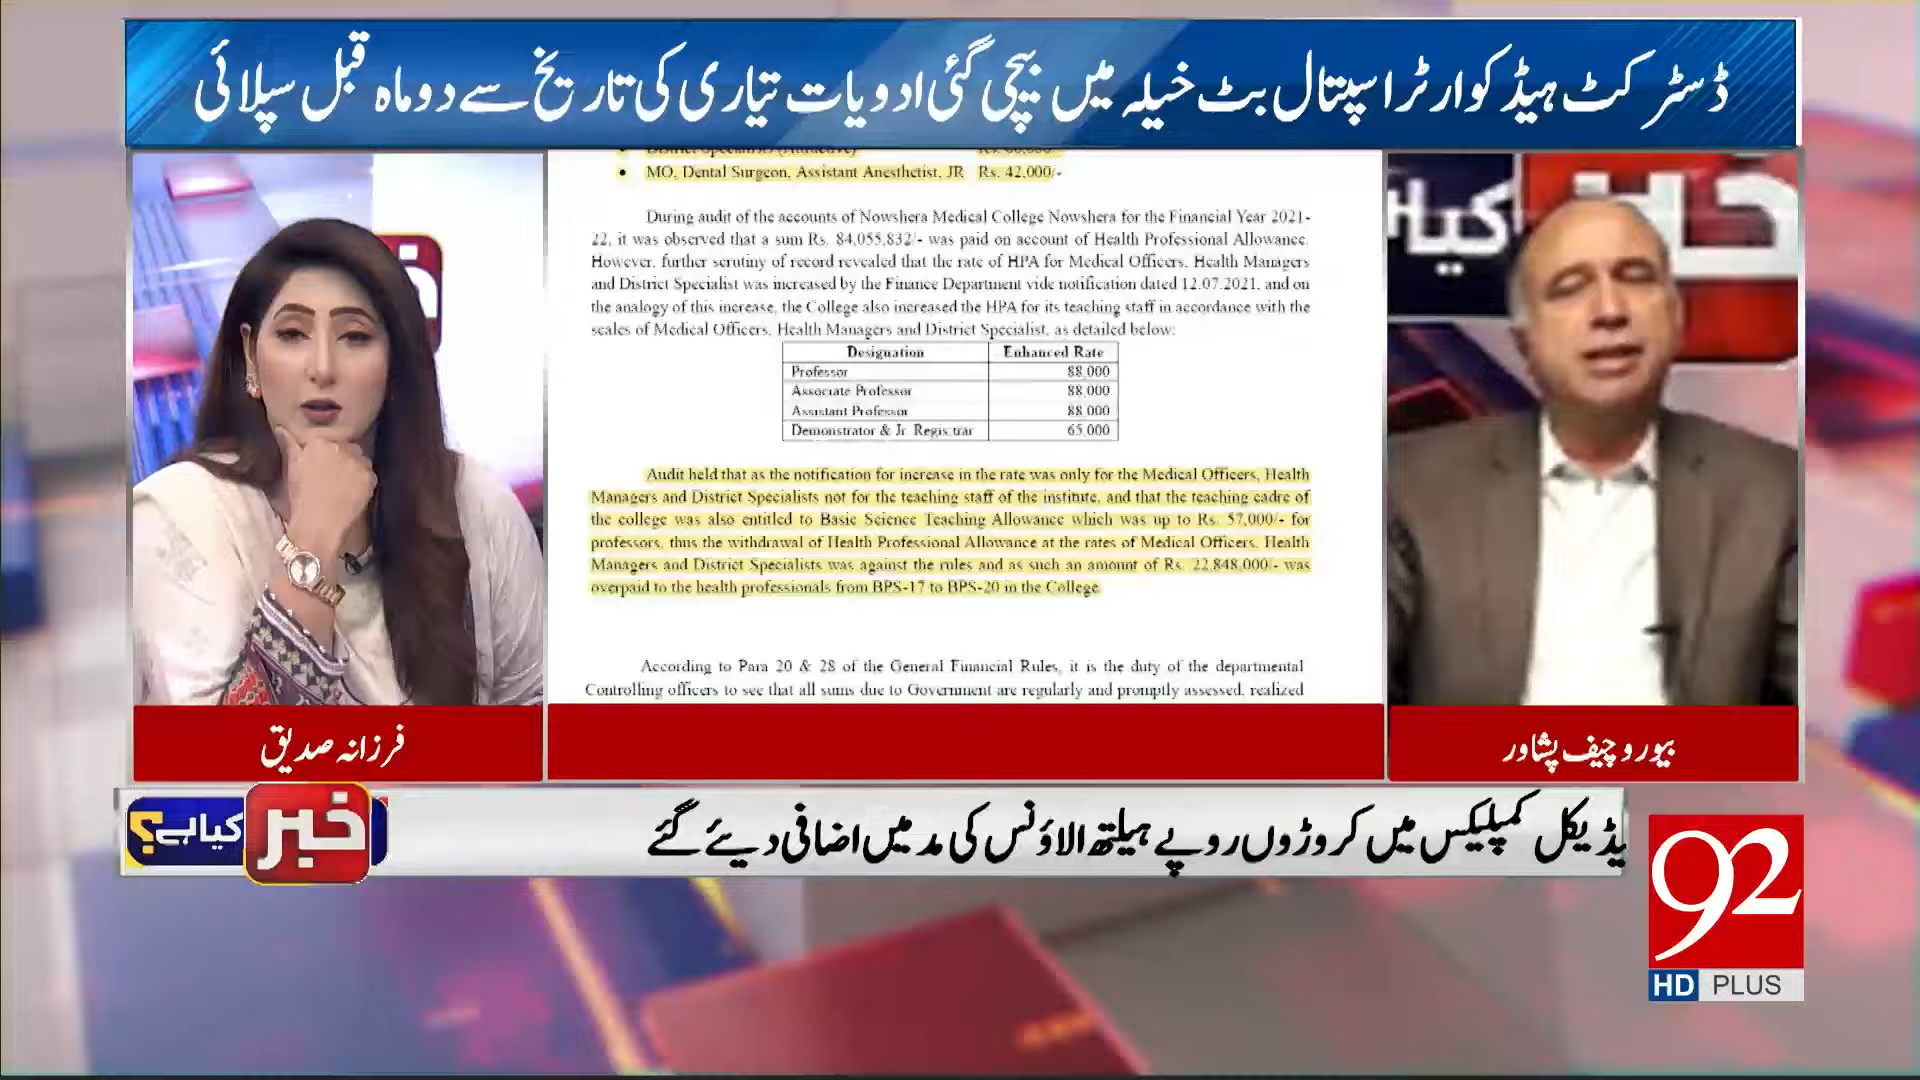 ڈسٹرکٹ ہیڈ کوارٹر اسپتال بٹ خیلہ میں بیچی گئی ادویات تیاری کی تاریخ سے دو ماہ قبل سپلائی
• MO, Dental Surgeon, Assistant Anesthetist, JR Rs. 42,000/-
During audit of the accounts of Nowshera Medical College Nowshera for the Financial Year 2021-
22, it was observed that a sum Rs. 84,055,832/- was paid on account of Health Professional Allowance.
However, further scrutiny of record revealed that the rate of HPA for Medical Officers, Health Managers
and District Specialist was increased by the Finance Department vide notification dated 12.07.2021, and on
the analogy of this increase, the College also increased the HPA for its teaching staff in accordance with the
scales of Medical Officers, Health Managers and District Specialist, as detailed below:
Designation Enhanced Rate
Professor 88,000
Associate Professor 88,000
Assistant Professor 88,000
Demonstrator & Jr. Registrar 65,000
Audit held that as the notification for increase in the rate was only for the Medical Officers, Health
Managers and District Specialists not for the teaching staff of the institute, and that the teaching cadre of
the college was also entitled to Basic Science Teaching Allowance which was up to Rs. 57,000/- for
professors, thus the withdrawal of Health Professional Allowance at the rates of Medical Officers, Health
Managers and District Specialists was against the rules and as such an amount of Rs. 22,848,000/- was
overpaid to the health professionals from BPS-17 to BPS-20 in the College.
According to Para 20 & 28 of the General Financial Rules, it is the duty of the departmental
Controlling officers to see that all sums due to Government are regularly and promptly assessed, realized
کیا
فرزانہ صدیق
بیورو چیف پشاور
خبر کیا ہے؟
کمپلیکس میں کروڑوں روپے ہیلتھ الاؤنس کی مد میں اضافی دیئے گئے
92
HD PLUS